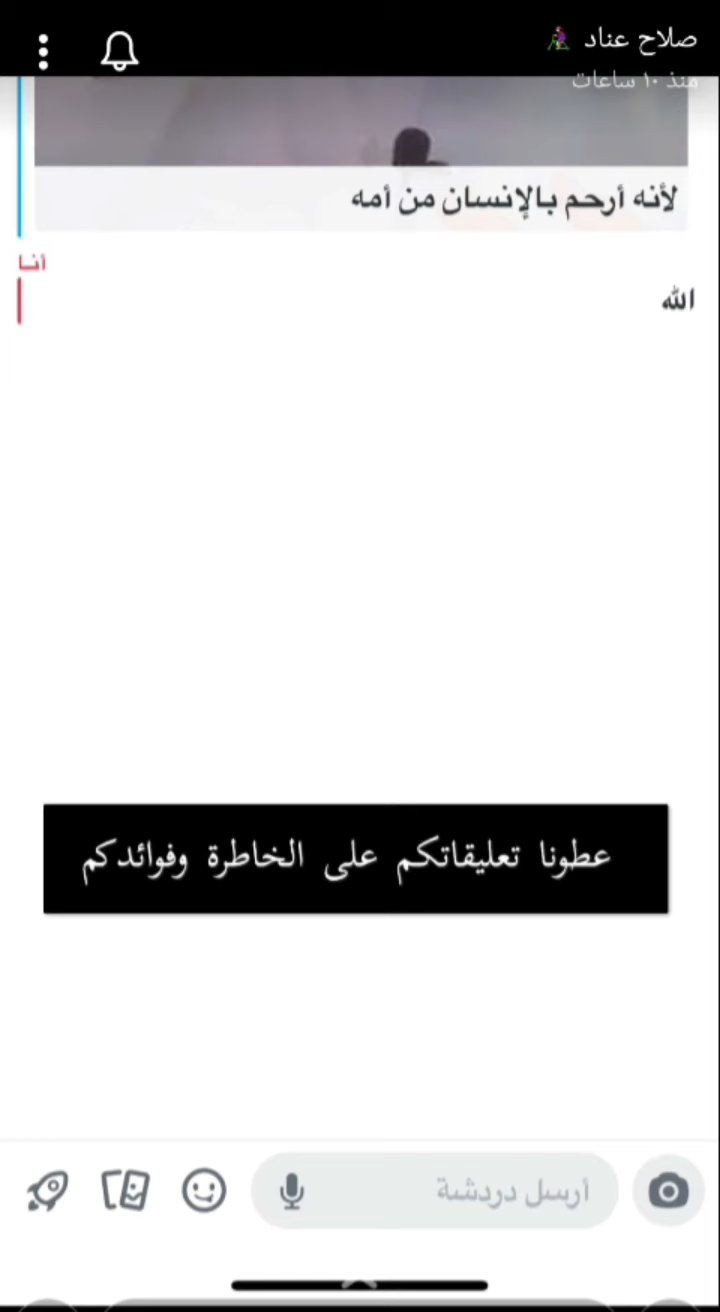 صلاح عناد
منذ ١٠ ساعات
لأنه أرحم بالإنسان من أمه
أنا
الله
عطونا تعليقاتكم على الخاطرة وفوائدكم
أرسل دردشة